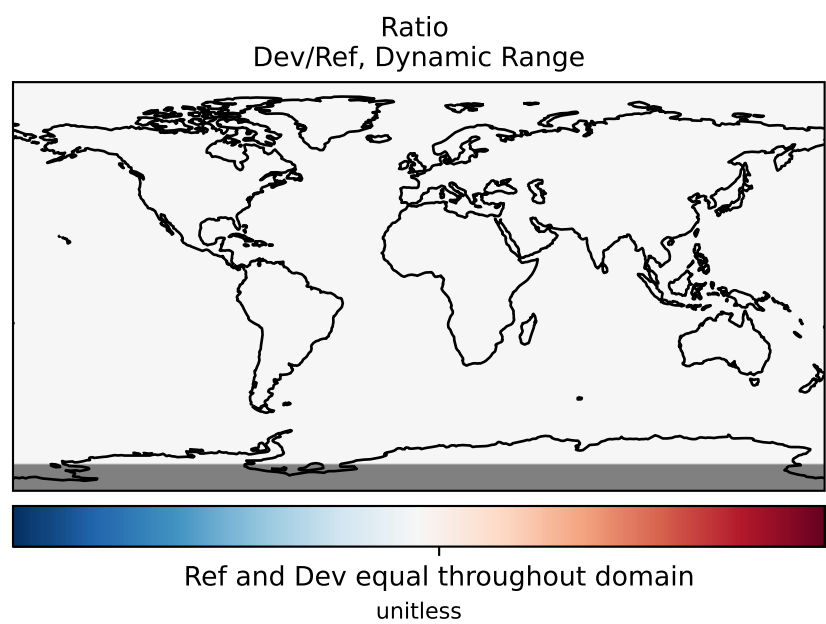 Ratio
Dev/Ref, Dynamic Range
Ref and Dev equal throughout domain
unitless